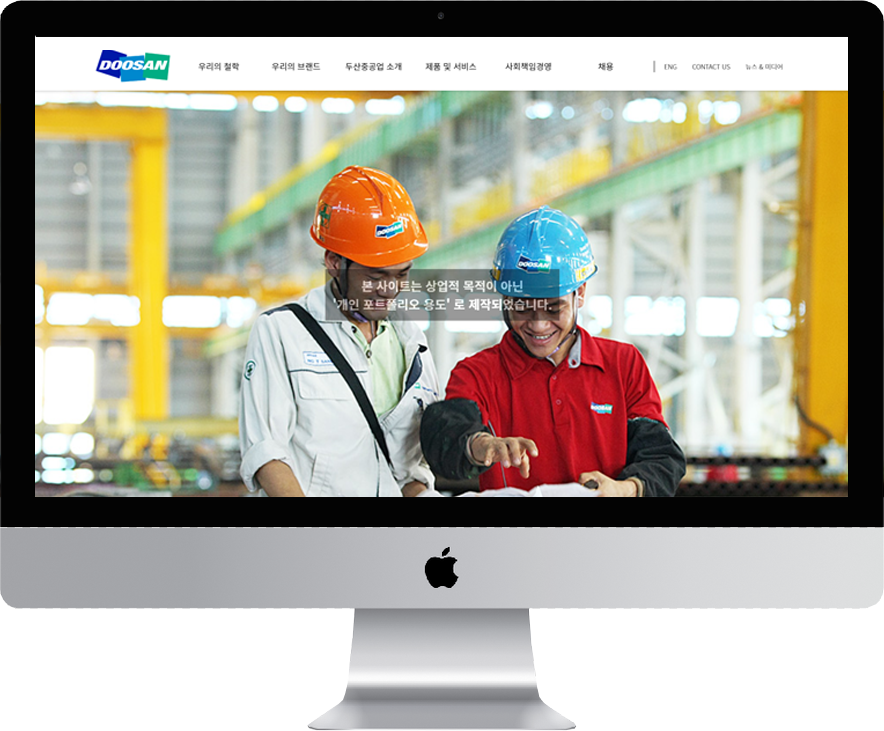 DOOSAN
우리의 철학
우리의 브랜드
두산중공업 소개
제품 및 서비스
사회책임경영
채용
ENG
CONTACT US
뉴스 & 미디어
DOOSAN
DOOSAN
본 사이트는 상업적 목적이 아닌
'개인 포트폴리오 용도' 로 제작되었습니다.
DOOSAN